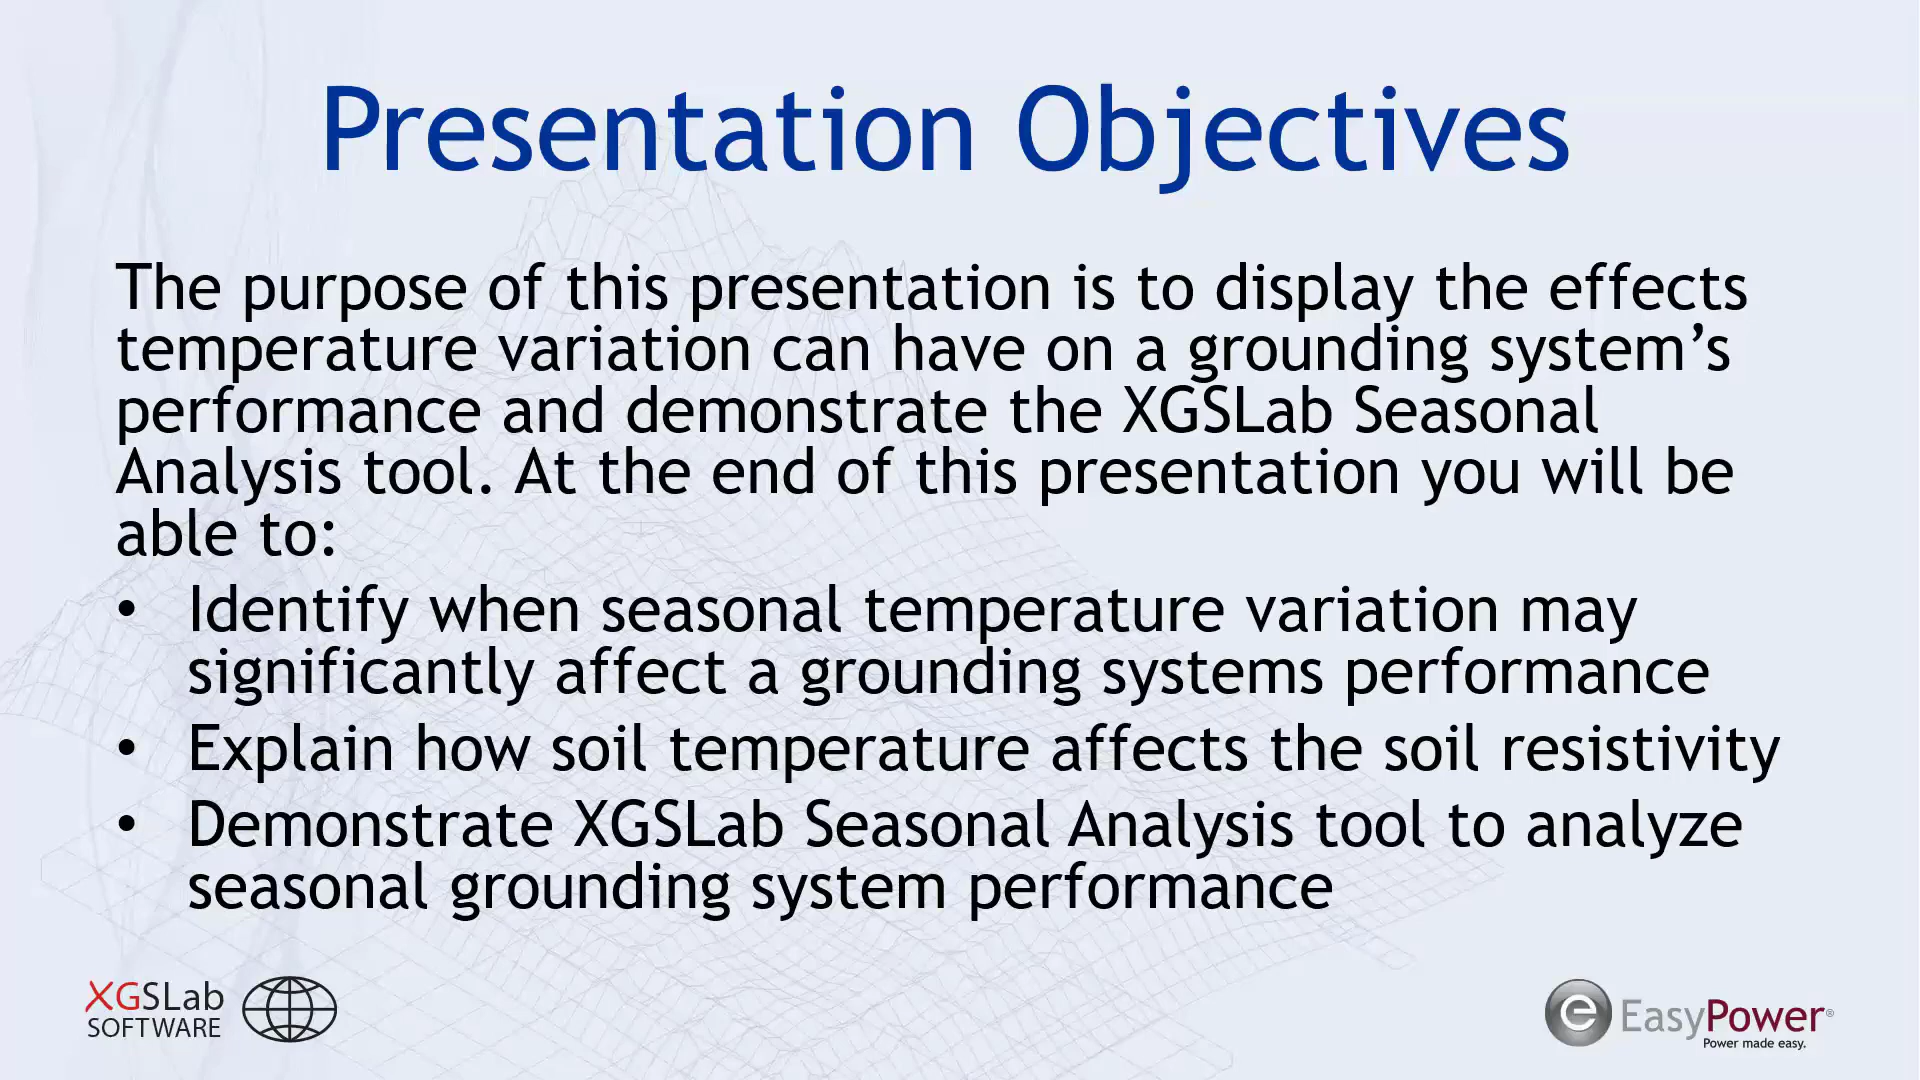 Presentation Objectives
The purpose of this presentation is to display the effects
temperature variation can have on a grounding system’s
performance and demonstrate the XGSLab Seasonal
Analysis tool. At the end of this presentation you will be
able to:
• Identify when seasonal temperature variation may
significantly affect a grounding systems performance
• Explain how soil temperature affects the soil resistivity
• Demonstrate XGSLab Seasonal Analysis tool to analyze
seasonal grounding system performance
XGSLab
SOFTWARE
e EasyPower®
Power made easy.